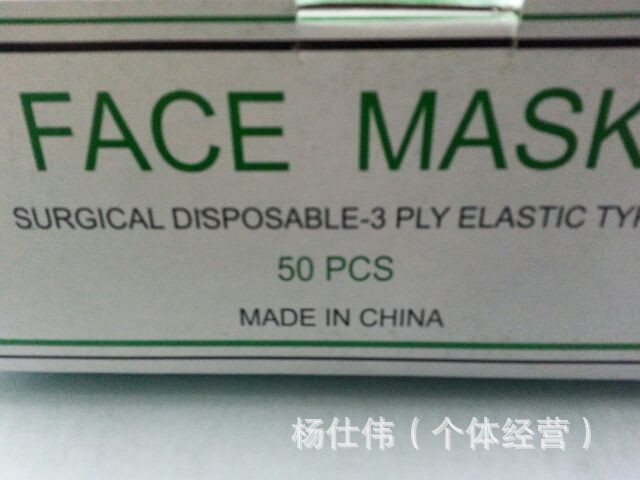 FACE MASK
SURGICAL DISPOSABLE-3 PLY ELASTIC TYP
50 PCS
MADE IN CHINA
杨仕伟（个体经营）